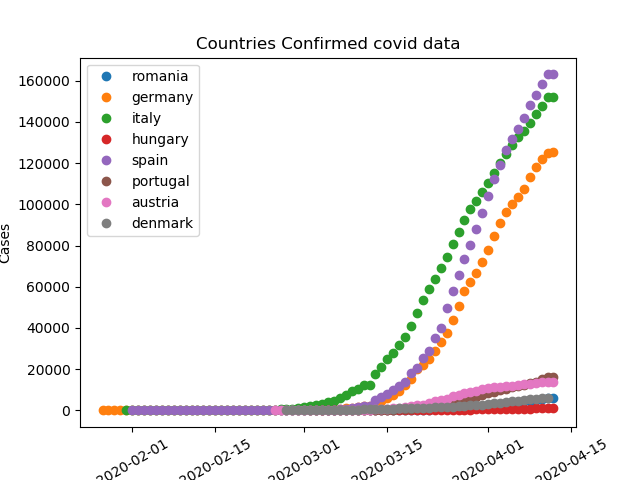 Countries Confirmed covid data
romania
germany
italy
hungary
spain
portugal
austria
denmark
160000
140000
120000
100000
80000
60000
40000
20000
0
Cases
2020-02-01
2020-02-15
2020-03-01
2020-03-15
2020-04-01
2020-04-15